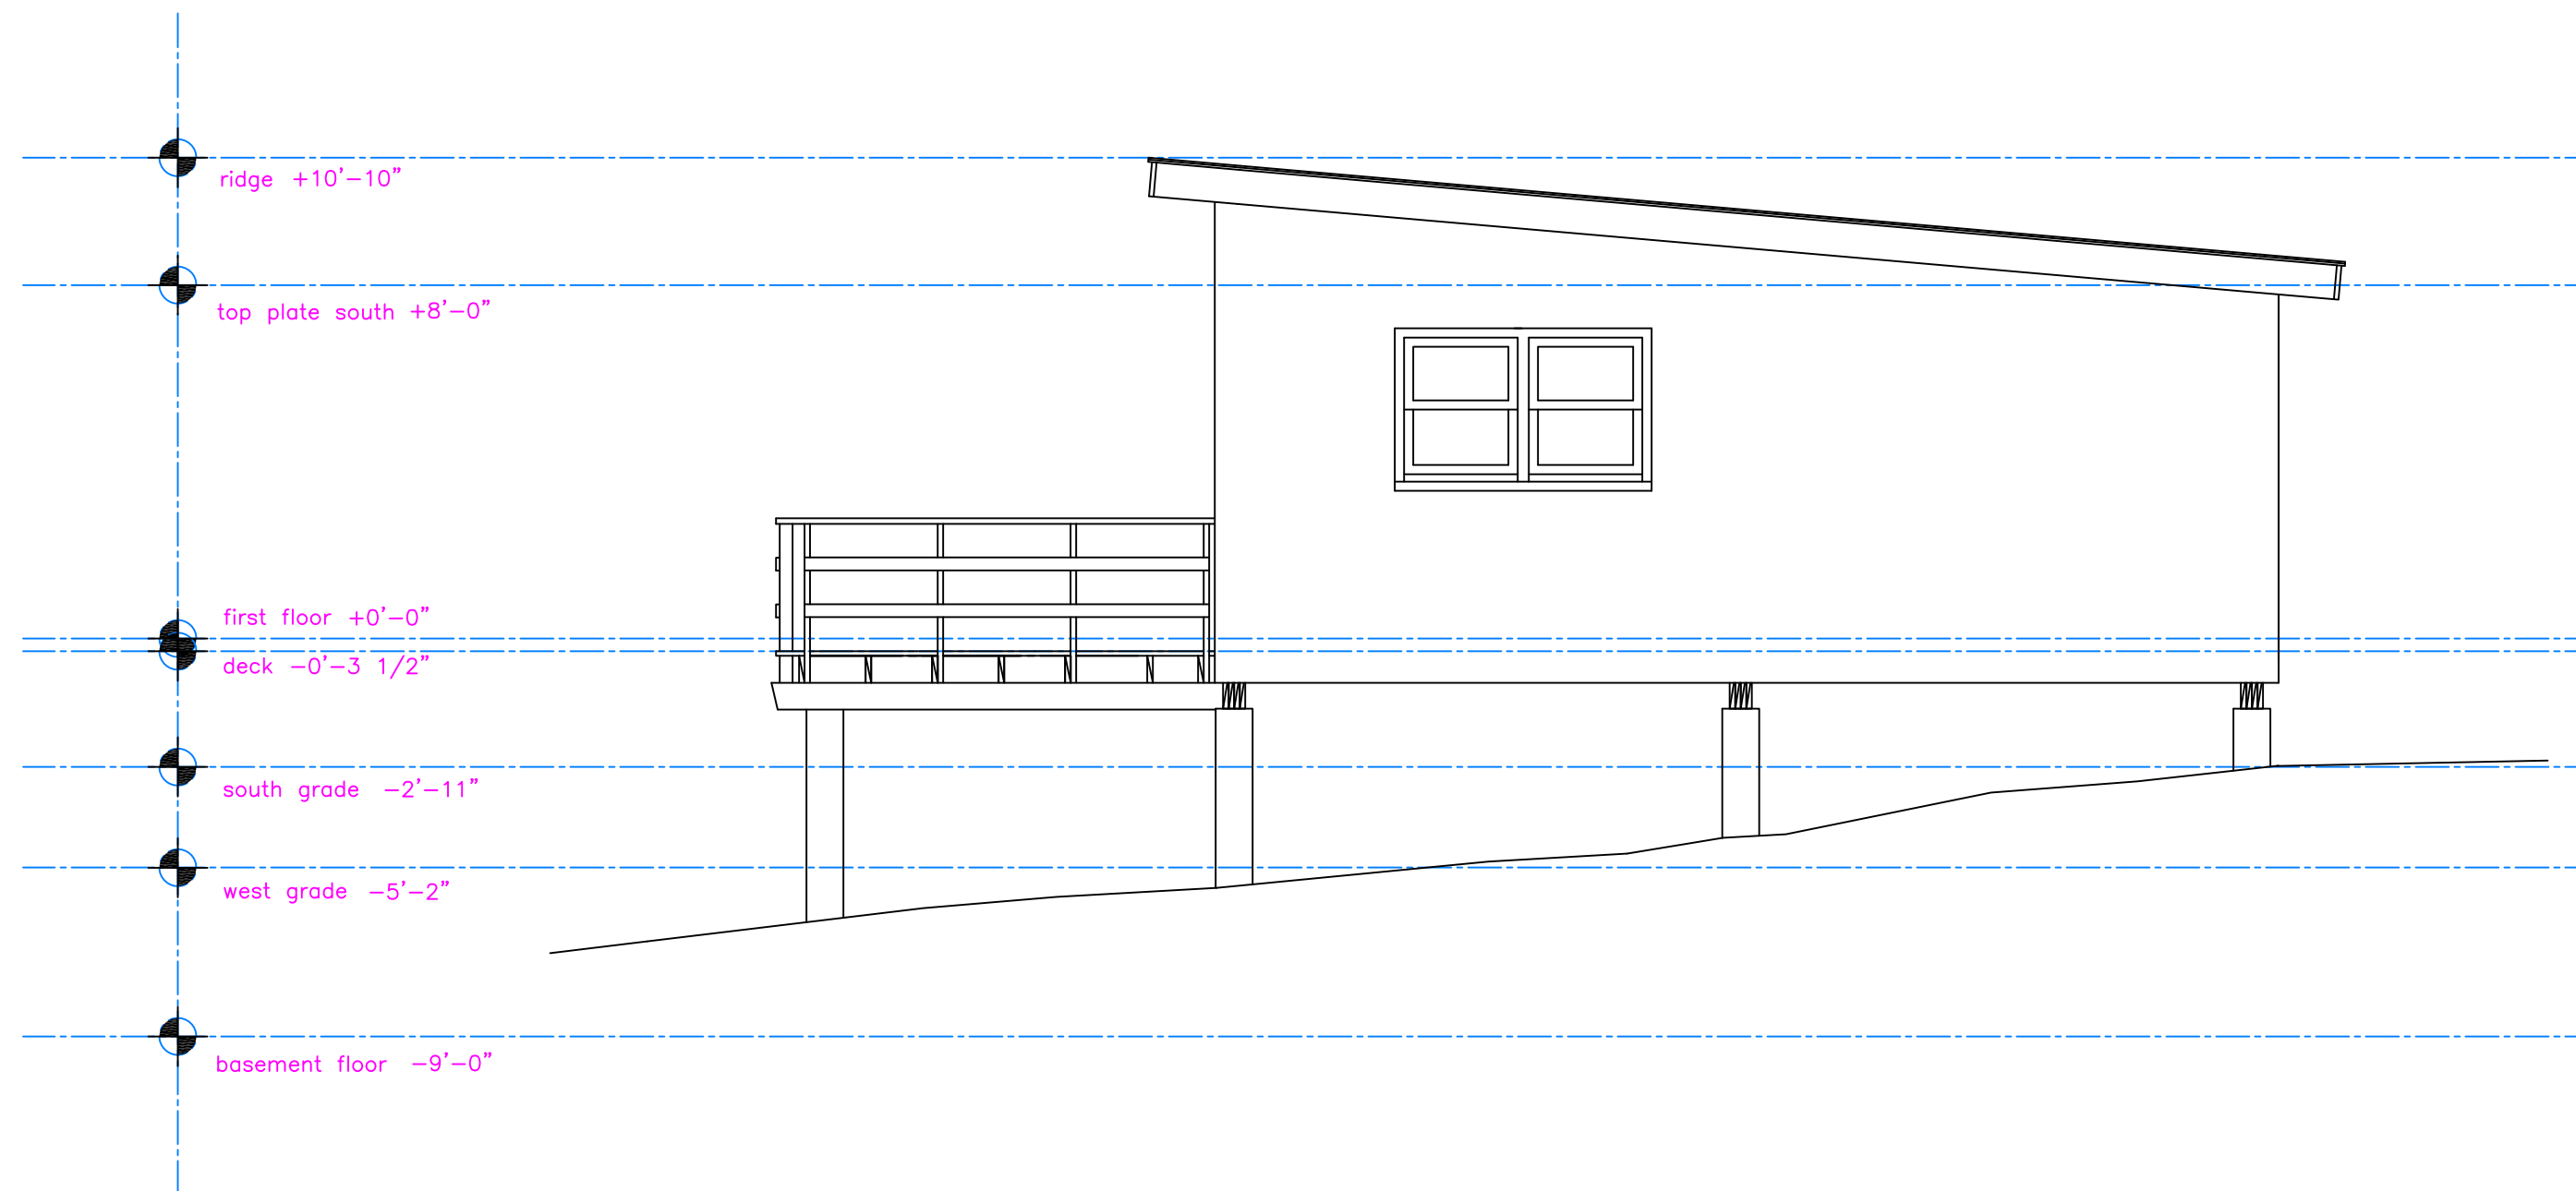 ridge +10'-10"
top plate south +8'-0"
first floor +0'-0"
deck -0'-3 1/2"
south grade -2'-11"
west grade -5'-2"
basement floor -9'-0"